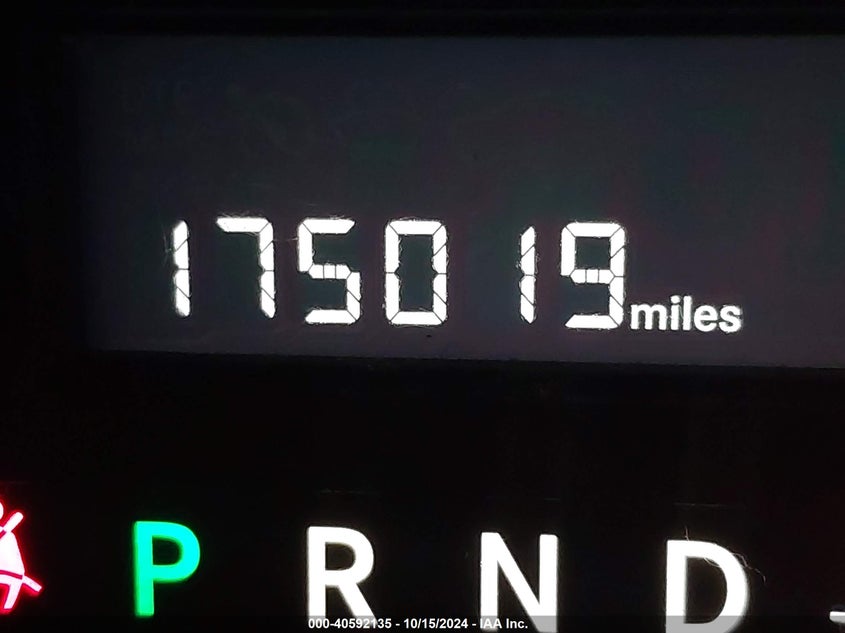 175019 miles
P R N D
000-40592135 - 10/15/2024 - IAA Inc.